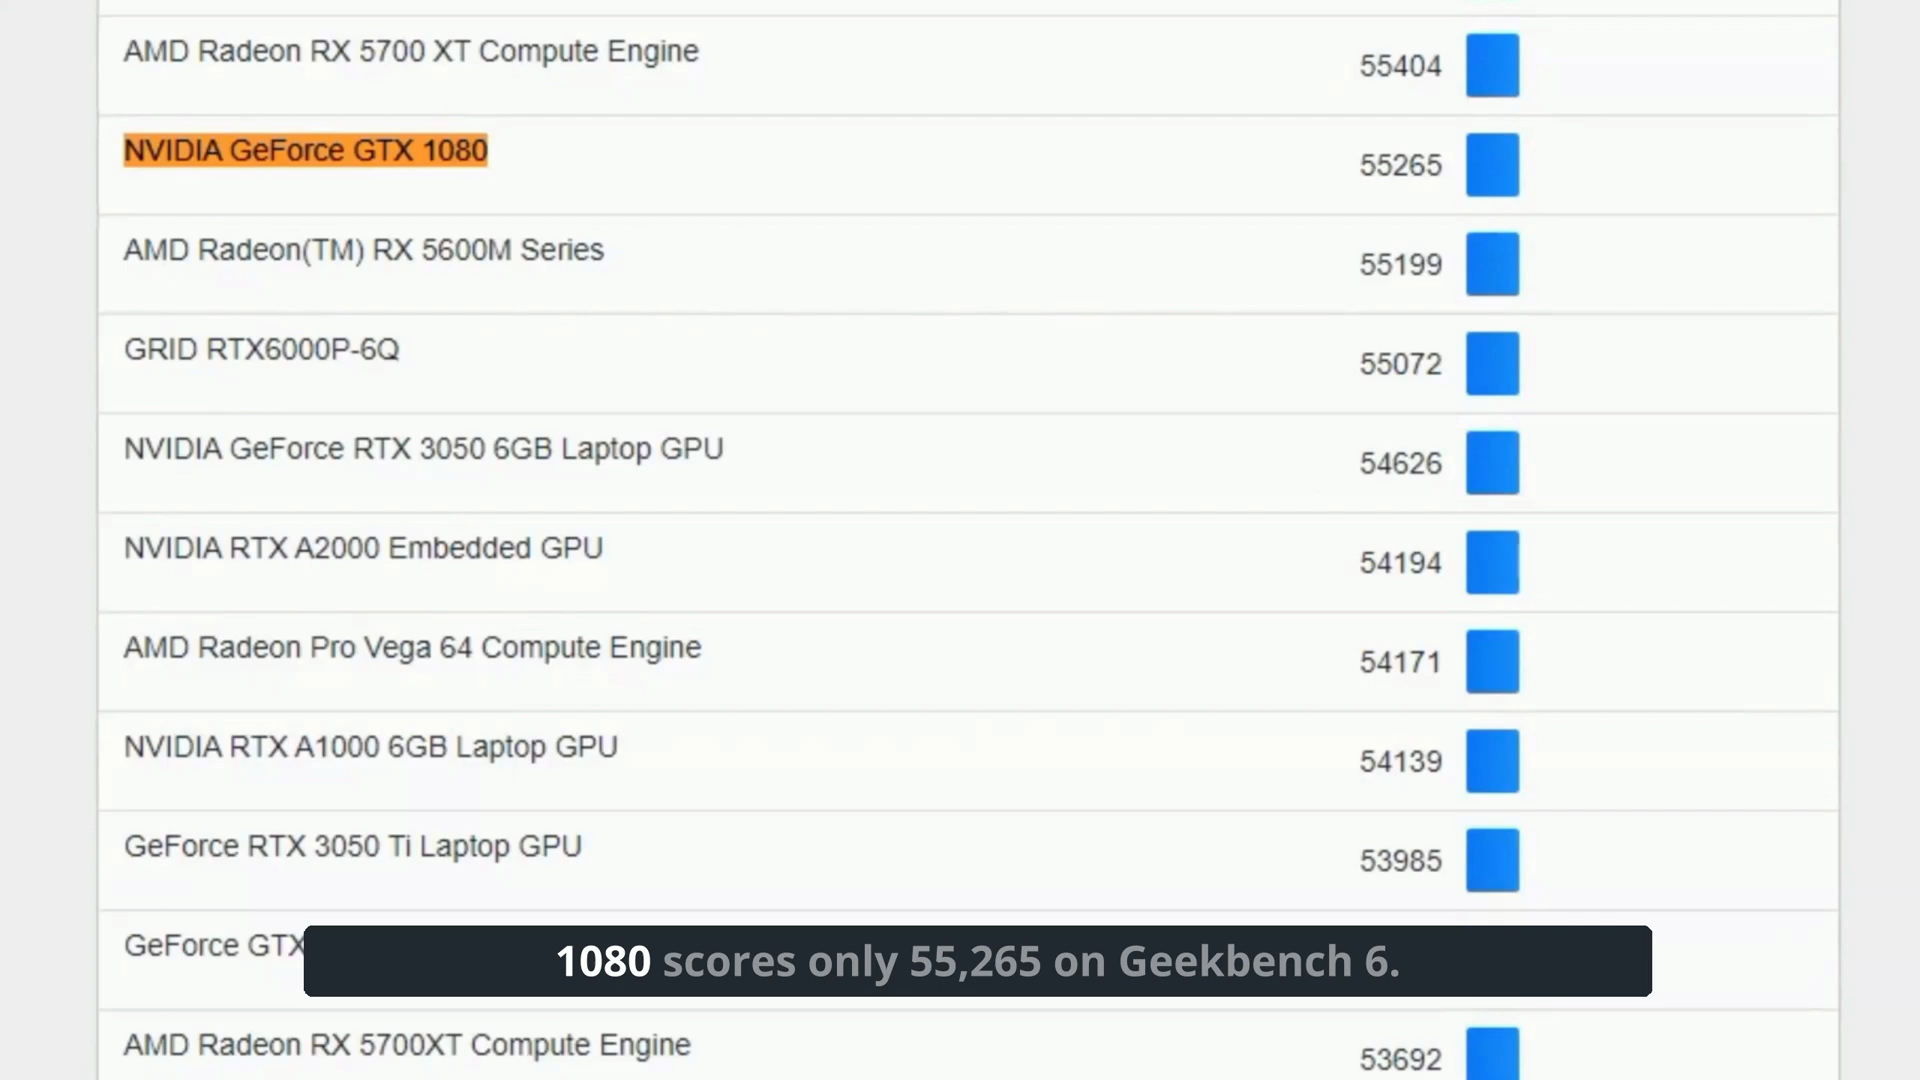 AMD Radeon RX 5700 XT Compute Engine 55404
NVIDIA GeForce GTX 1080 55265
AMD Radeon(TM) RX 5600M Series 55199
GRID RTX6000P-6Q 55072
NVIDIA GeForce RTX 3050 6GB Laptop GPU 54626
NVIDIA RTX A2000 Embedded GPU 54194
AMD Radeon Pro Vega 64 Compute Engine 54171
NVIDIA RTX A1000 6GB Laptop GPU 54139
GeForce RTX 3050 Ti Laptop GPU 53985
GeForce GTX
1080 scores only 55,265 on Geekbench 6.
AMD Radeon RX 5700XT Compute Engine 53692